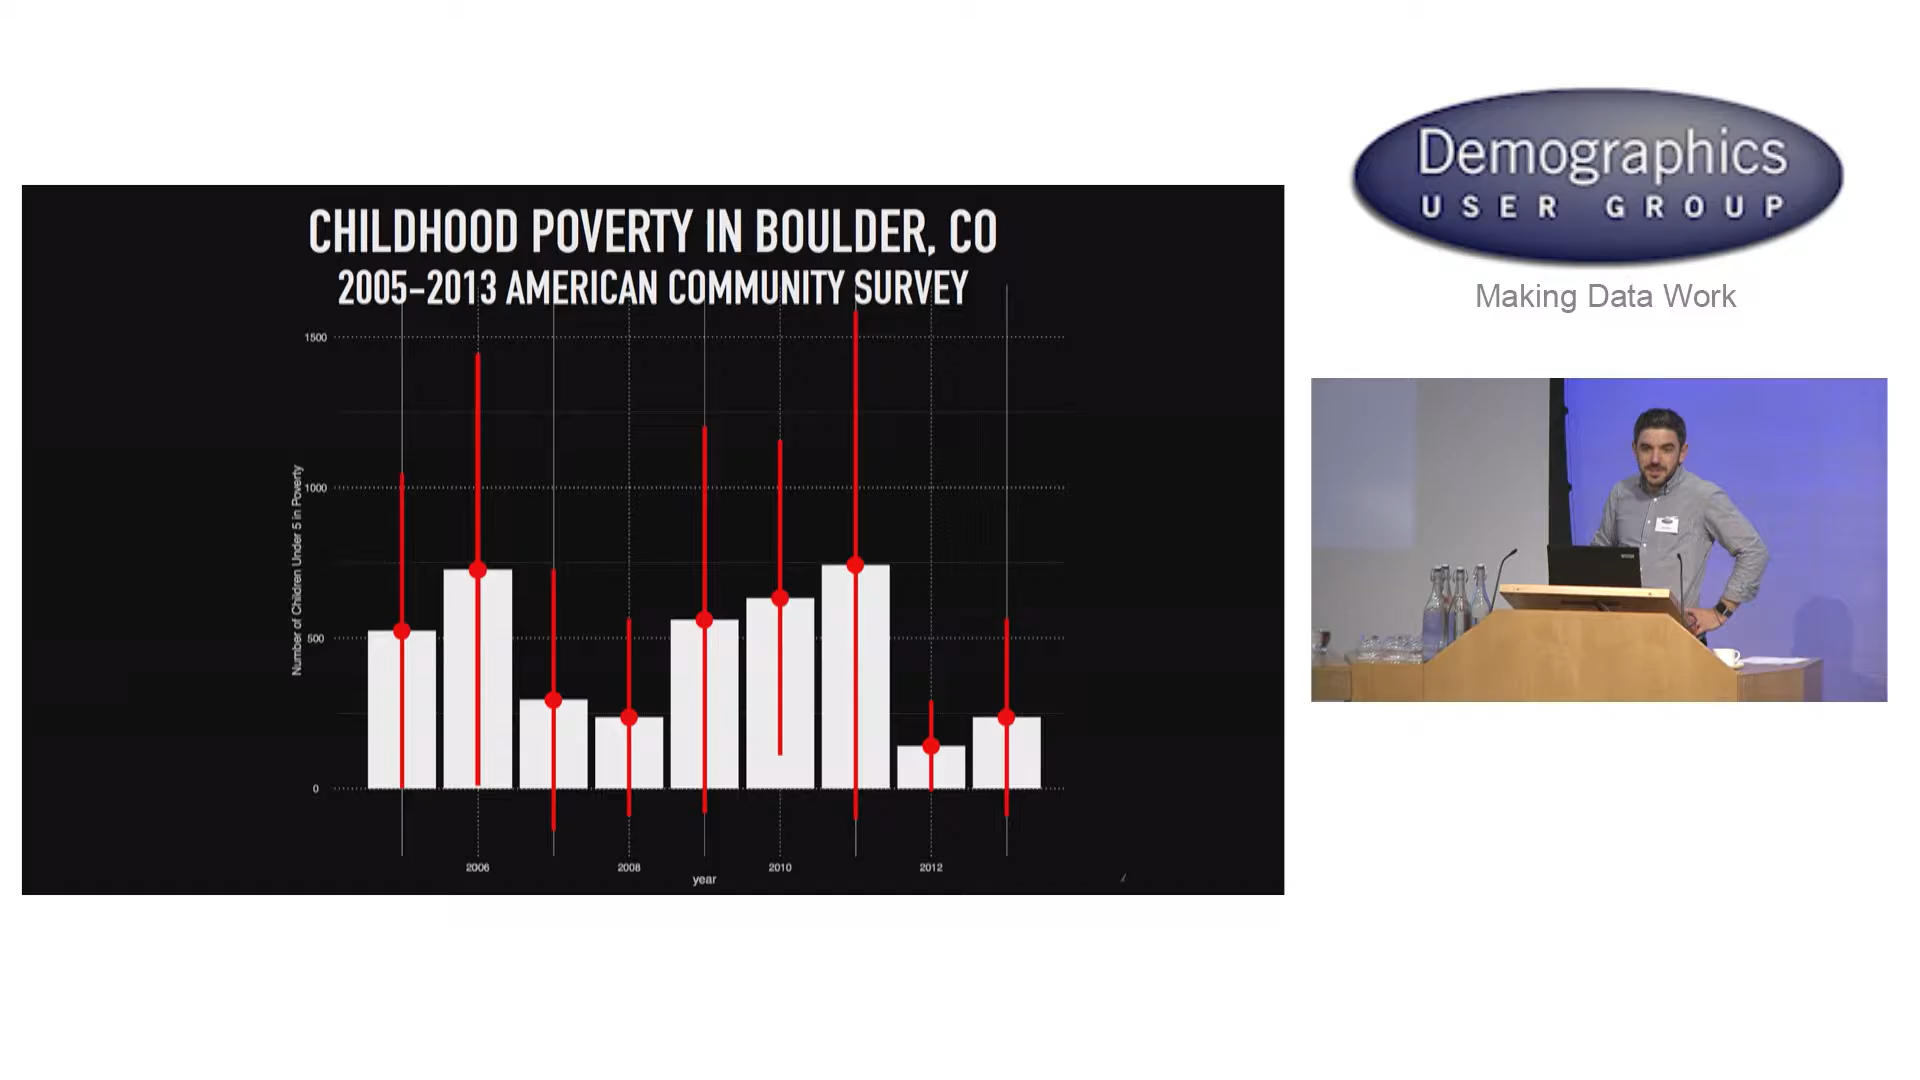 CHILDHOOD POVERTY IN BOULDER, CO
2005–2013 AMERICAN COMMUNITY SURVEY
1500
1000
500
0
Number of Children Under 5 in Poverty
2006
2008
2010
2012
year
Demographics
USER GROUP
Making Data Work